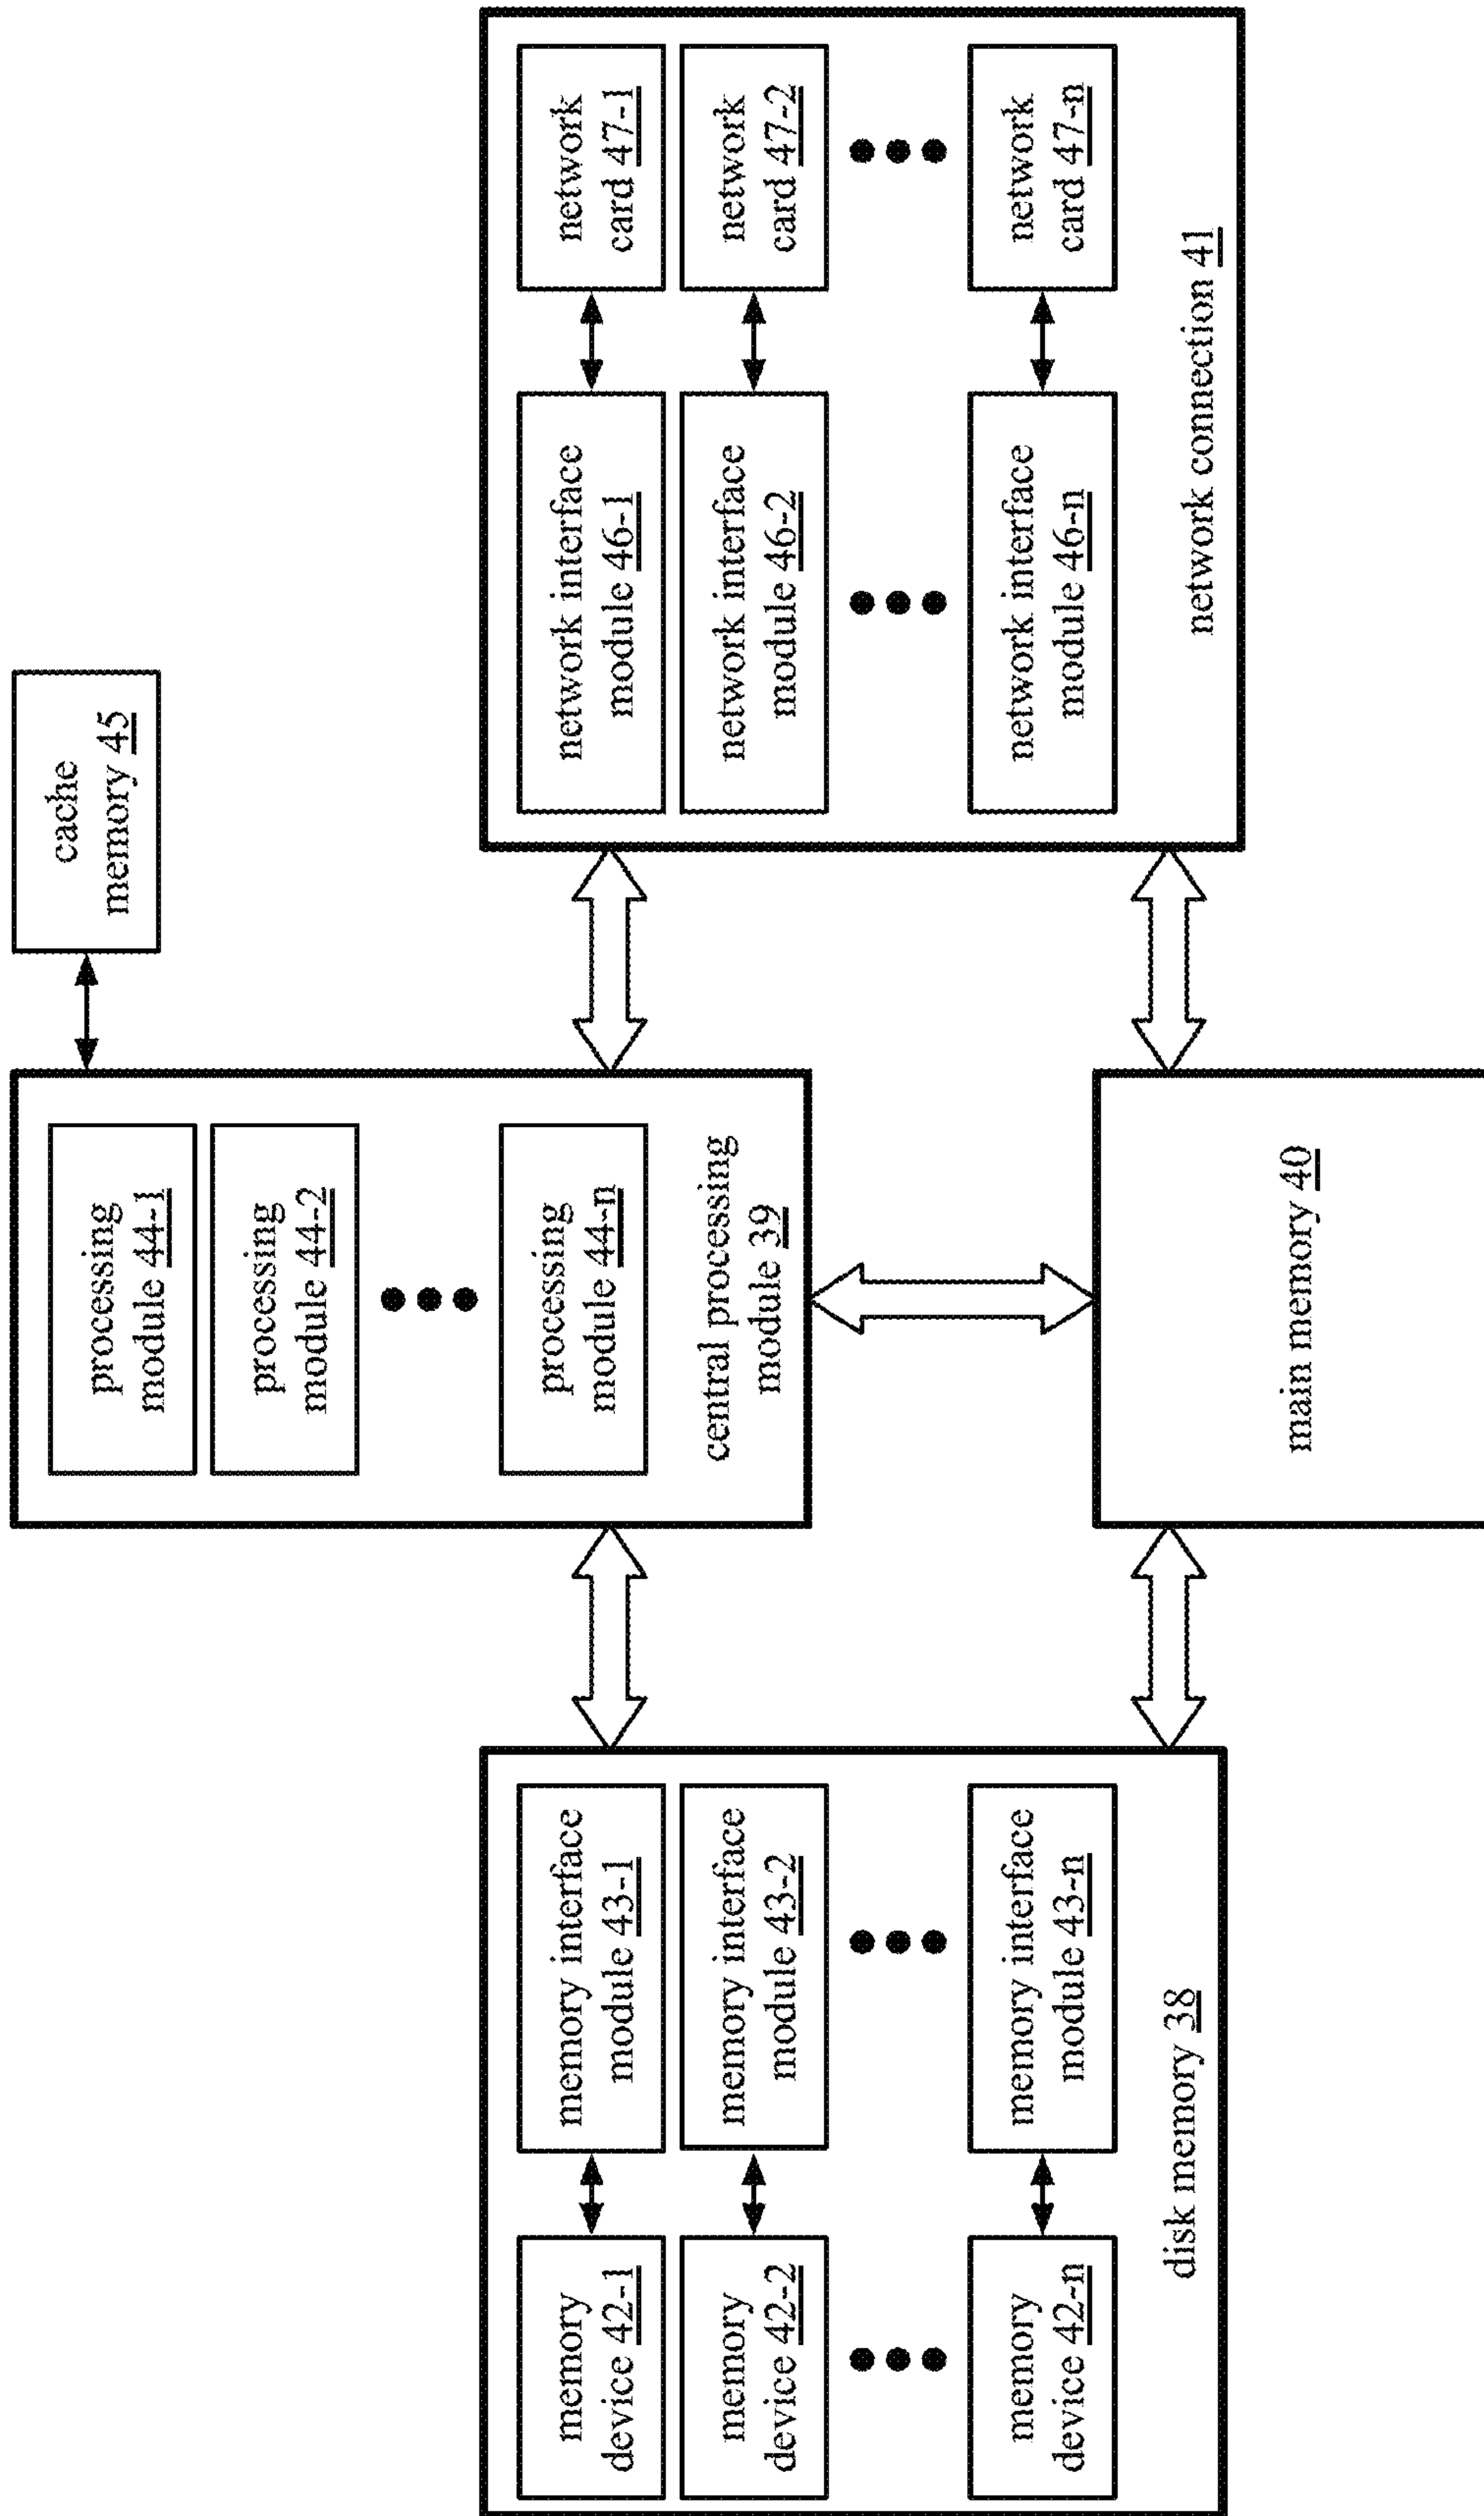 cache
memory 45
processing
module 44-1
processing
module 44-2
processing
module 44-n
central processing
module 39
memory
device 42-1
memory interface
module 43-1
memory
device 42-2
memory interface
module 43-2
memory
device 42-n
memory interface
module 43-n
disk memory 38
network interface
module 46-1
network
card 47-1
network interface
module 46-2
network
card 47-2
network interface
module 46-n
network
card 47-n
network connection 41
main memory 40